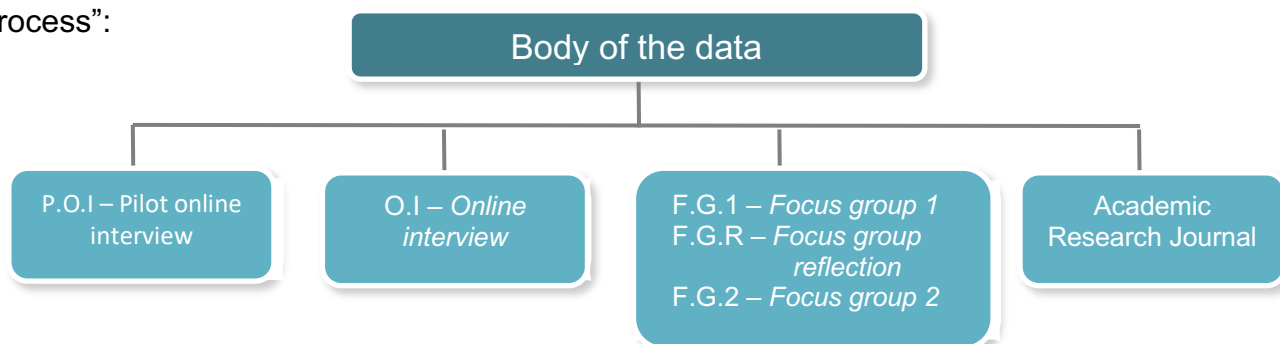 rocess”:
Body of the data
P.O.I – Pilot online
interview
O.I – Online
interview
F.G.1 – Focus group 1
F.G.R – Focus group
reflection
F.G.2 – Focus group 2
Academic
Research Journal